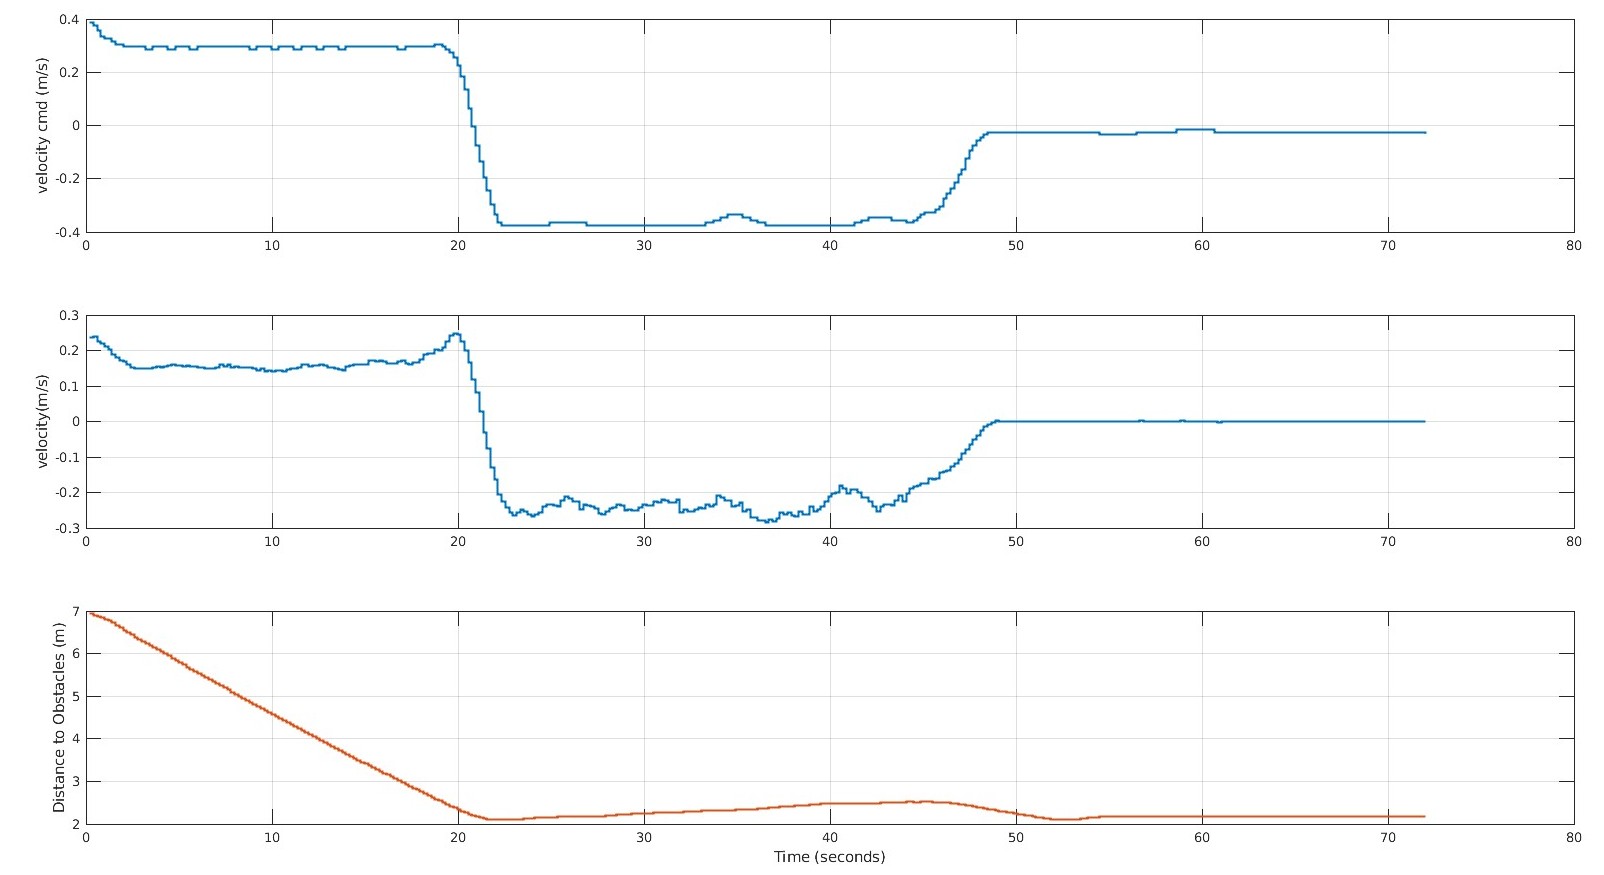 velocity cmd (m/s)
0.4
0.2
0
-0.2
-0.4
0 10 20 30 40 50 60 70 80
velocity(m/s)
0.3
0.2
0.1
0
-0.1
-0.2
-0.3
0 10 20 30 40 50 60 70 80
Distance to Obstacles (m)
7
6
5
4
3
2
0 10 20 30 40 50 60 70 80
Time (seconds)